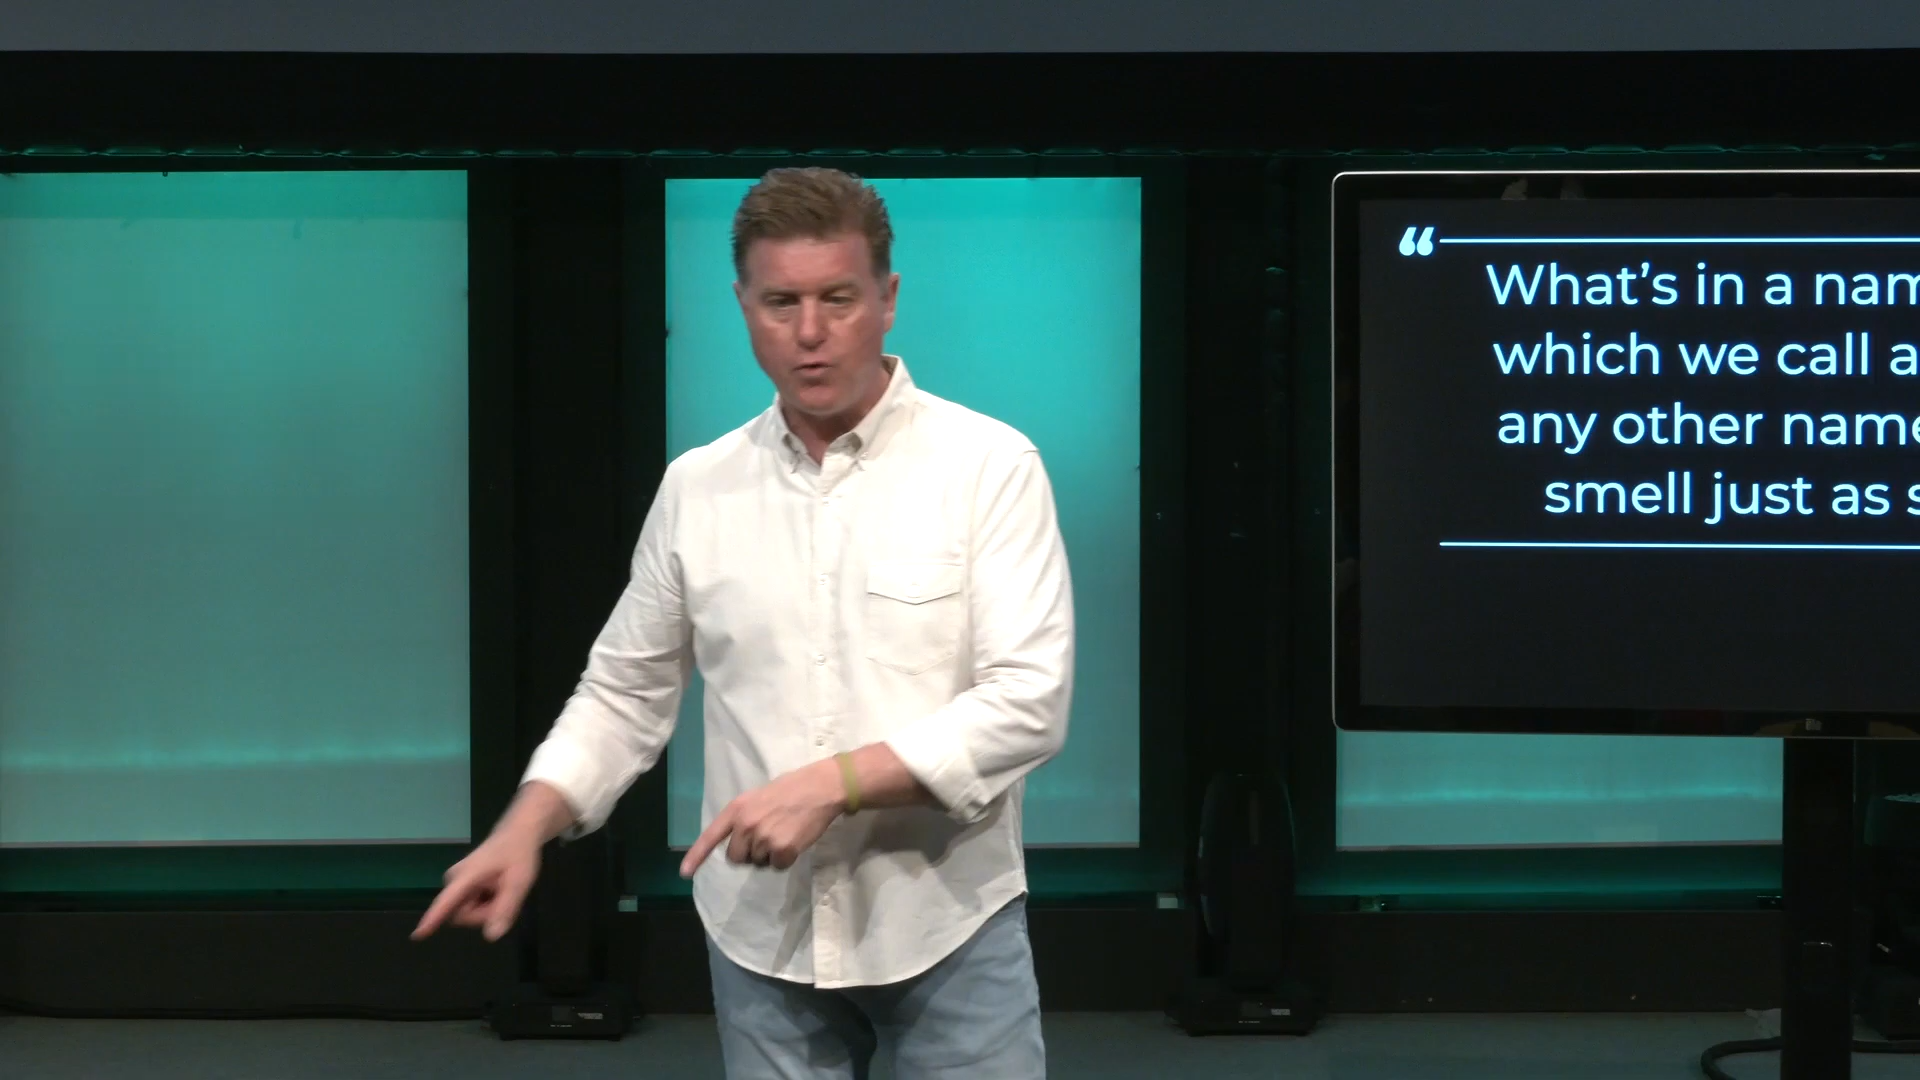 “
What’s in a nam
which we call a
any other name
smell just as s